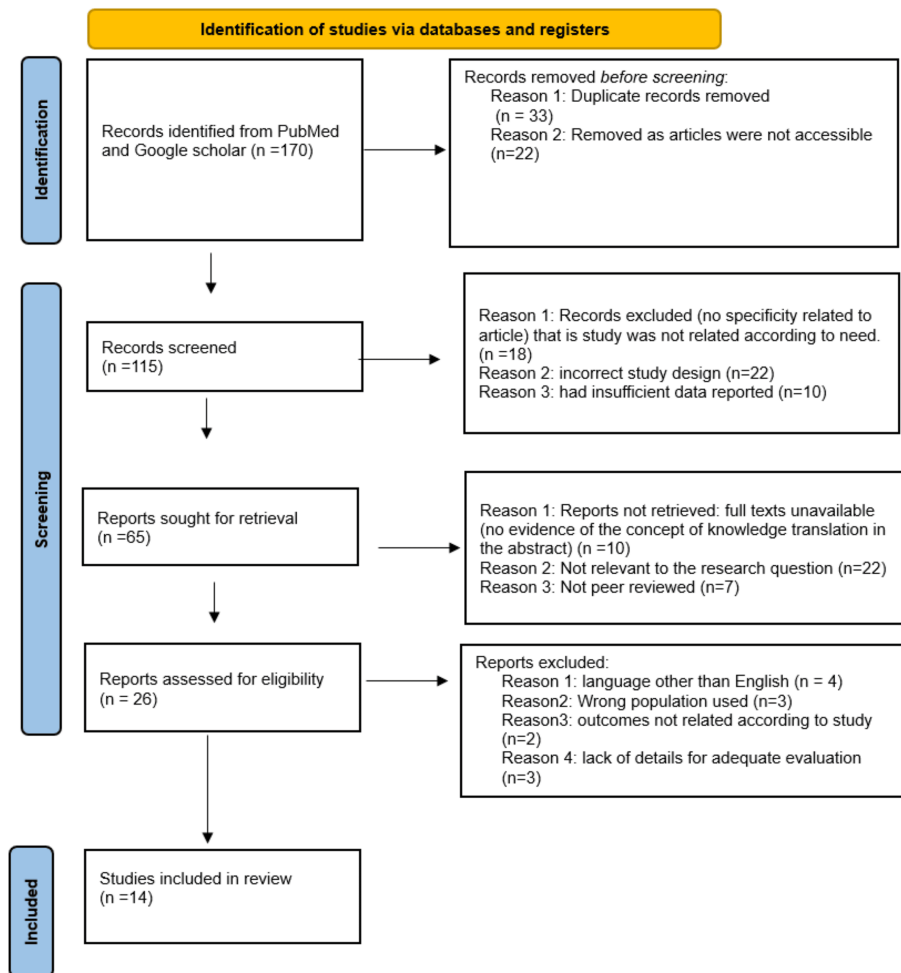 Identification of studies via databases and registers
Identification
Records identified from PubMed
and Google scholar (n =170)
Records removed before screening:
Reason 1: Duplicate records removed
(n = 33)
Reason 2: Removed as articles were not accessible
(n=22)
Screening
Records screened
(n =115)
Reason 1: Records excluded (no specificity related to
article) that is study was not related according to need.
(n =18)
Reason 2: incorrect study design (n=22)
Reason 3: had insufficient data reported (n=10)
Reports sought for retrieval
(n =65)
Reason 1: Reports not retrieved: full texts unavailable
(no evidence of the concept of knowledge translation in
the abstract) (n =10)
Reason 2: Not relevant to the research question (n=22)
Reason 3: Not peer reviewed (n=7)
Reports assessed for eligibility
(n = 26)
Reports excluded:
Reason 1: language other than English (n = 4)
Reason2: Wrong population used (n=3)
Reason3: outcomes not related according to study
(n=2)
Reason 4: lack of details for adequate evaluation
(n=3)
Included
Studies included in review
(n =14)